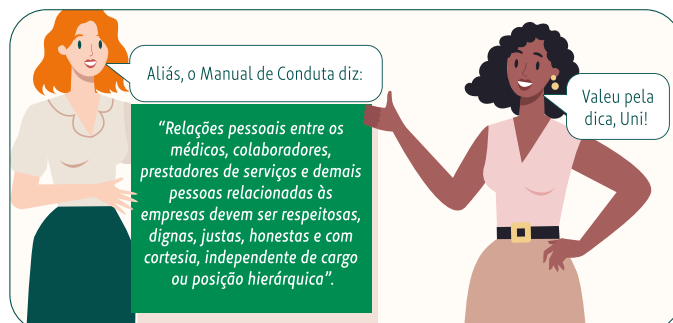 Aliás, o Manual de Conduta diz:
Valeu pela
dica, Uni!
“Relações pessoais entre os
médicos, colaboradores,
prestadores de serviços e demais
pessoas relacionadas às
empresas devem ser respeitosas,
dignas, justas, honestas e com
cortesia, independente de cargo
ou posição hierárquica”.